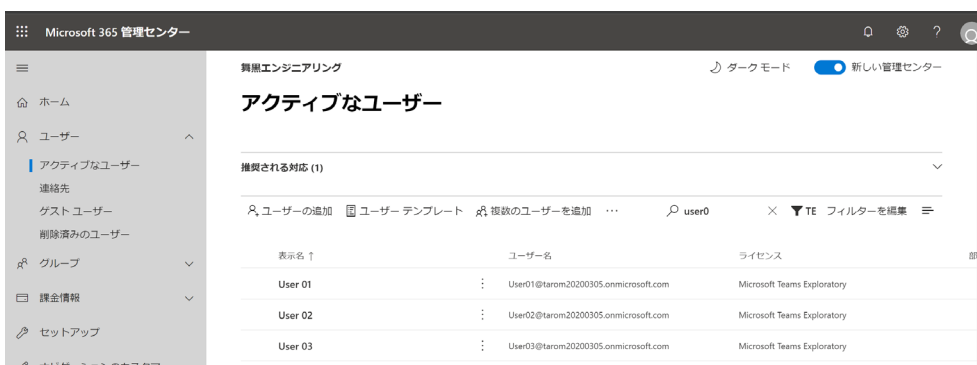 Microsoft 365 管理センター
舞黒エンジニアリング
ダーク モード
新しい管理センター
ホーム
ユーザー
アクティブなユーザー
連絡先
ゲスト ユーザー
削除済みのユーザー
グループ
課金情報
セットアップ
アクティブなユーザー
推奨される対応 (1)
ユーザーの追加 ユーザー テンプレート 複数のユーザーを追加 … user0 TE フィルターを編集
表示名 ↑ ユーザー名 ライセンス 部
User 01 User01@tarom20200305.onmicrosoft.com Microsoft Teams Exploratory
User 02 User02@tarom20200305.onmicrosoft.com Microsoft Teams Exploratory
User 03 User03@tarom20200305.onmicrosoft.com Microsoft Teams Exploratory